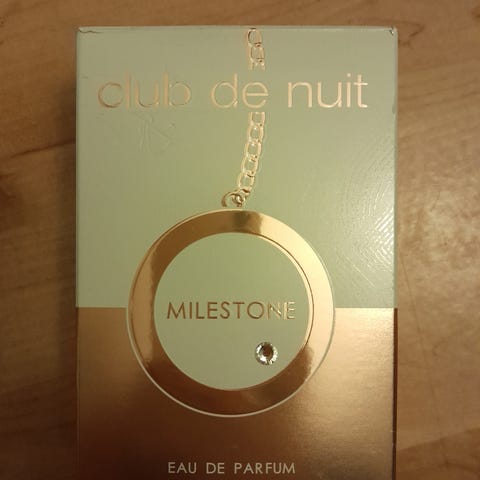 club de nuit
MILESTONE
EAU DE PARFUM